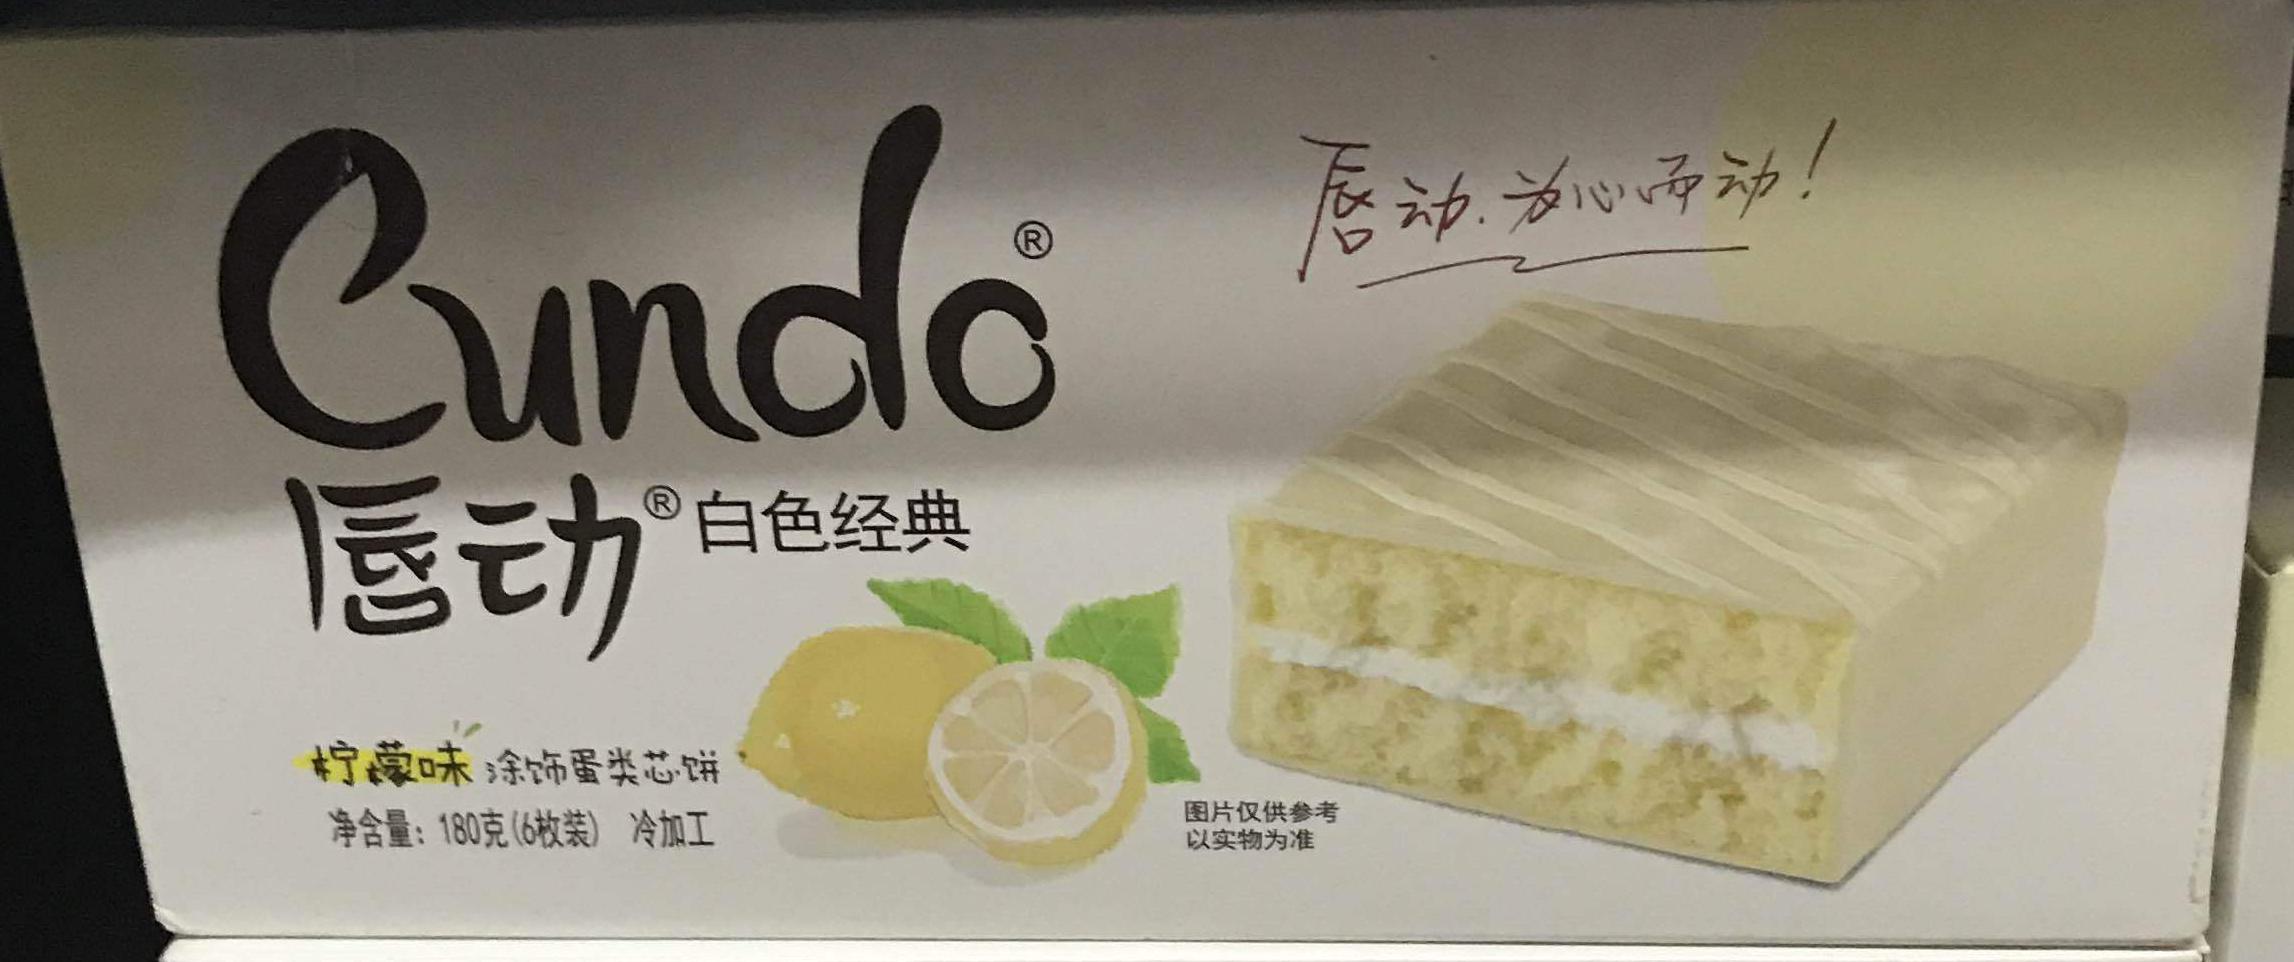 Cundo®
唇动，为心而动！
唇动®白色经典
柠檬味 涂饰蛋类芯饼
净含量：180克(6枚装) 冷加工
图片仅供参考
以实物为准